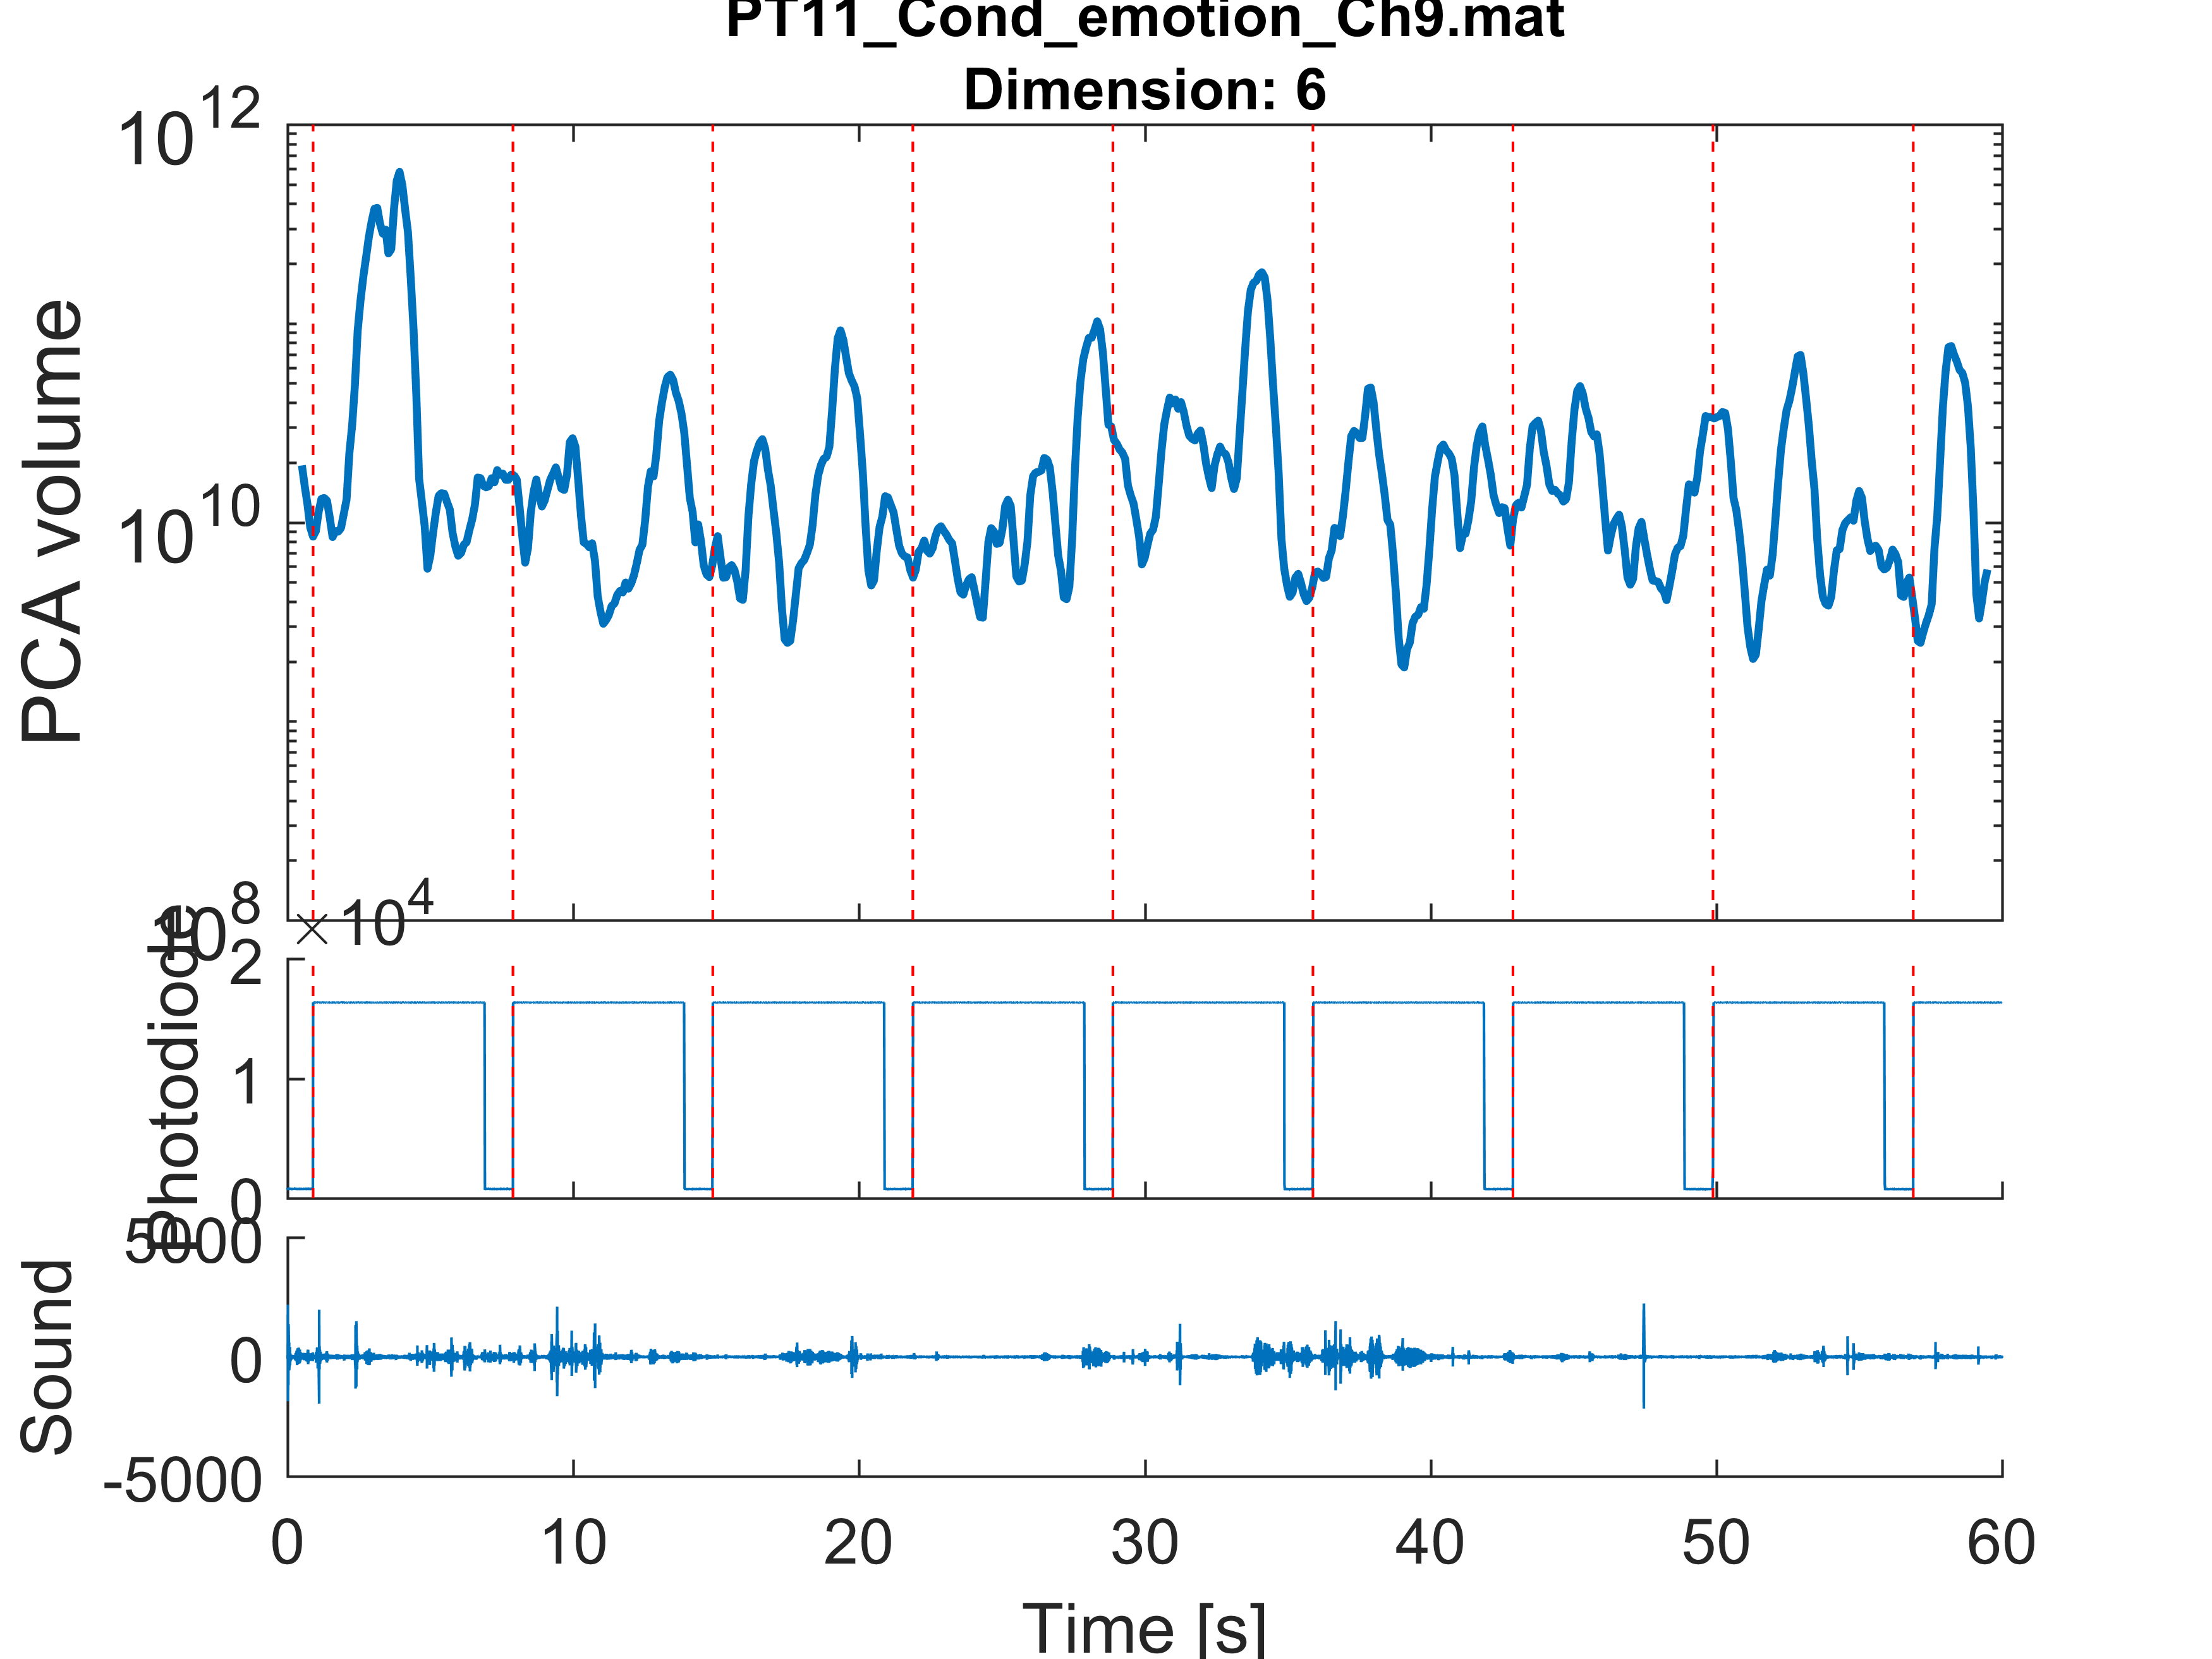 PT11_Cond_emotion_Ch9.mat
Dimension: 6
10^12
10^10
10^8
PCA volume
×10^4
2
1
0
Photodiode
5000
0
-5000
Sound
0 10 20 30 40 50 60
Time [s]